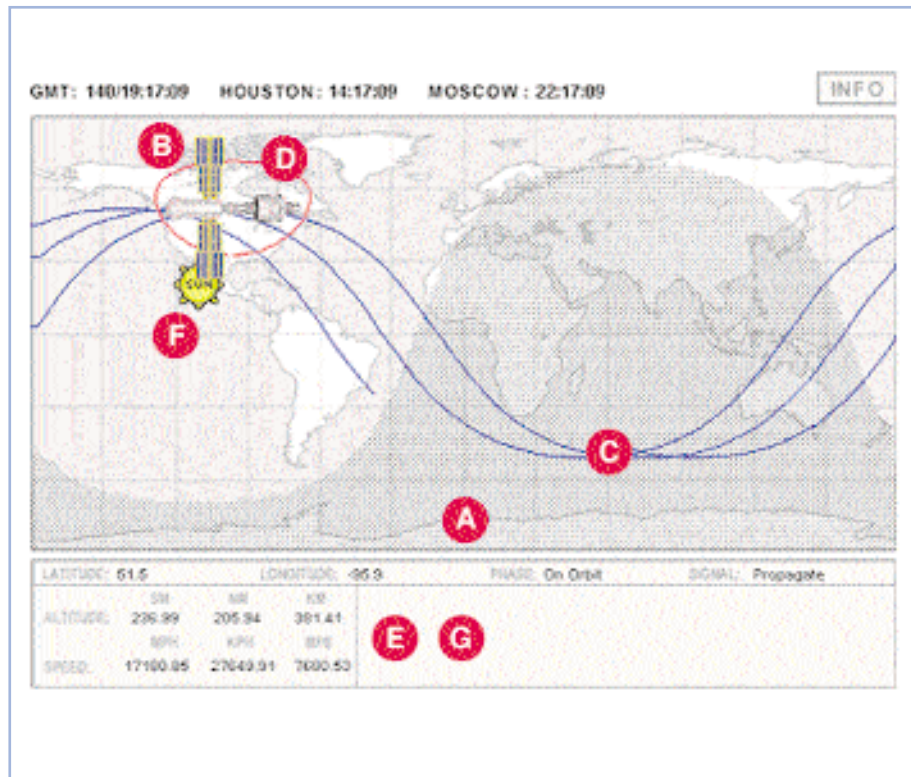 GMT: 140/19:17:09 HOUSTON: 14:17:09 MOSCOW: 22:17:09 INFO
B
D
SUN
F
C
A
LATITUDE: 51.5 LONGITUDE: -95.9 PHASE: On Orbit SIGNAL: Propagate
SM NM KM
ALTITUDE: 236.99 205.94 381.41
MPH KPH MPS
SPEED: 17180.85 27649.91 7680.53
E G